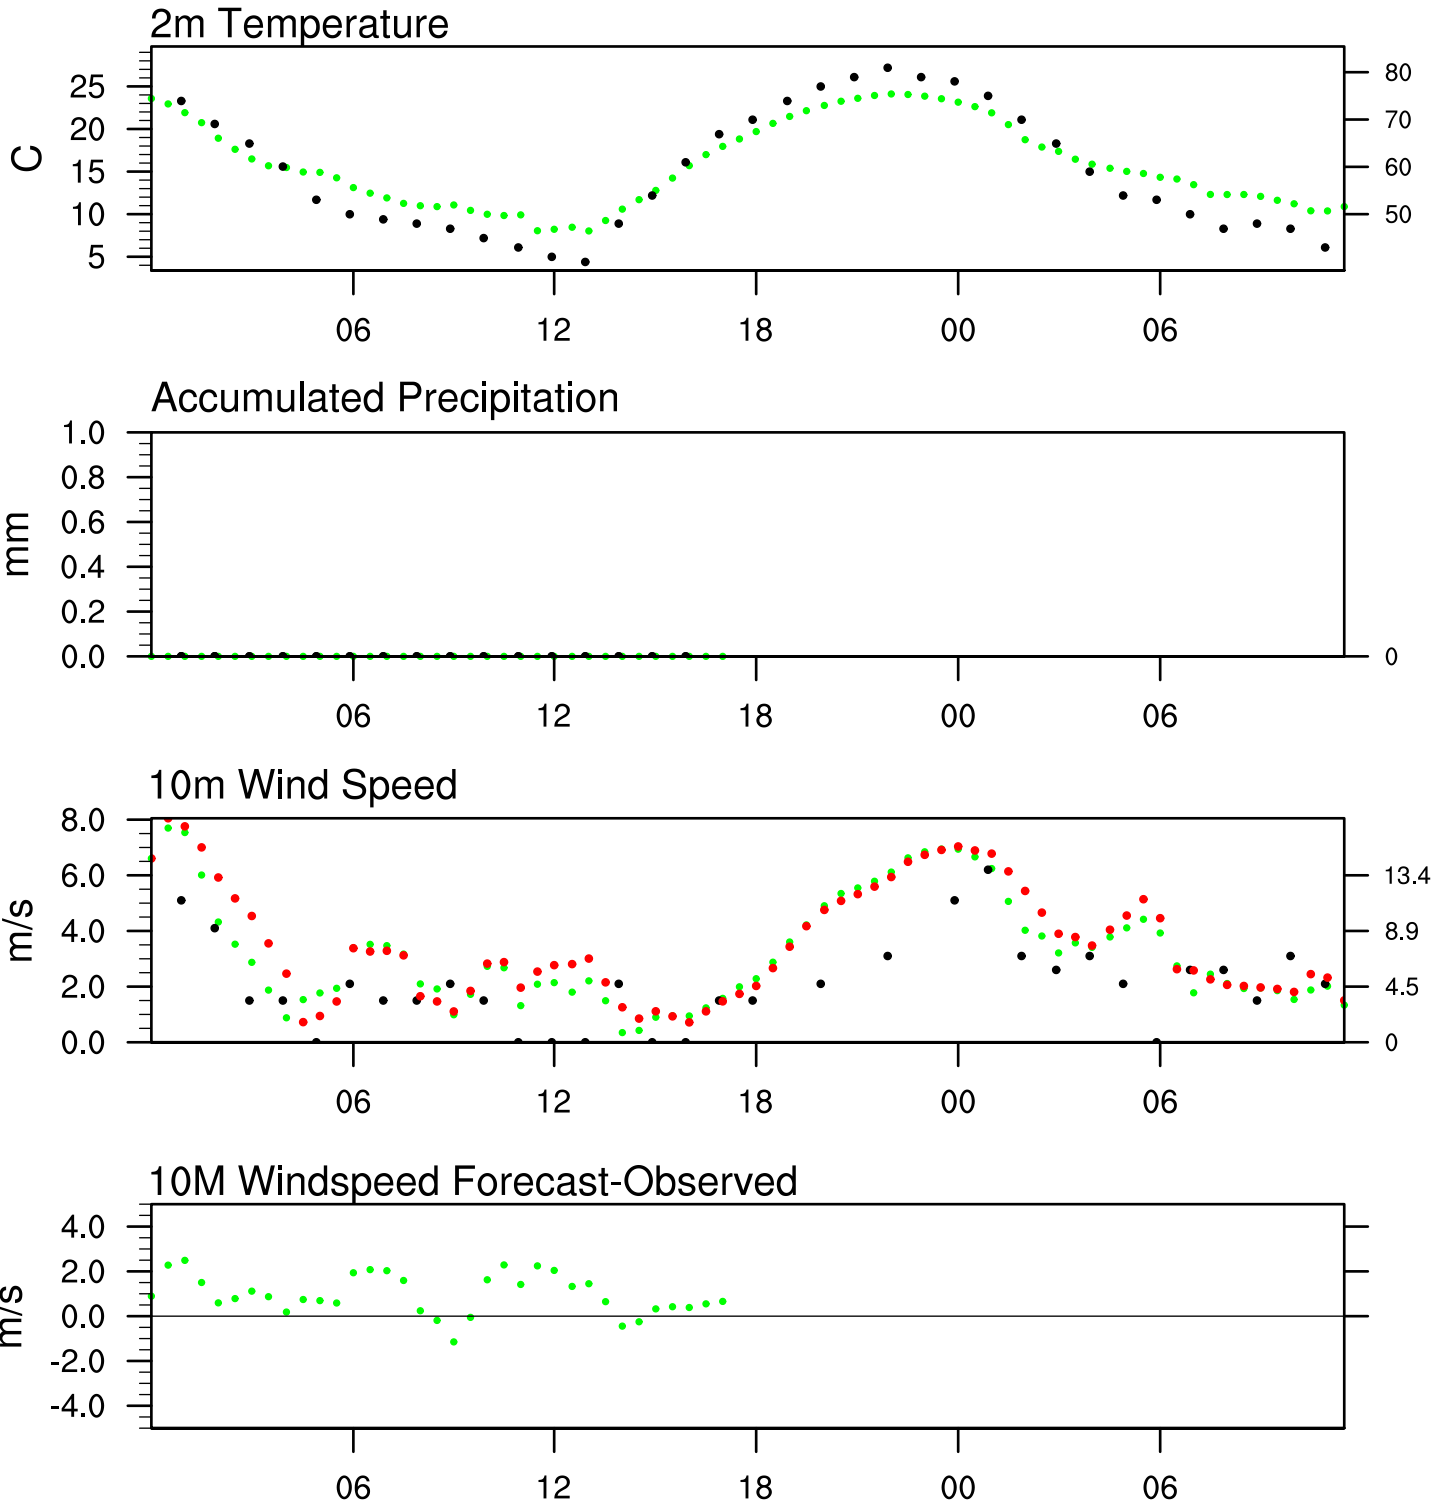 2m Temperature
C
25
20
15
10
5
80
70
60
50
06 12 18 00 06
Accumulated Precipitation
mm
1.0
0.8
0.6
0.4
0.2
0.0
0
06 12 18 00 06
10m Wind Speed
m/s
8.0
6.0
4.0
2.0
0.0
13.4
8.9
4.5
0
06 12 18 00 06
10M Windspeed Forecast-Observed
m/s
4.0
2.0
0.0
-2.0
-4.0
06 12 18 00 06